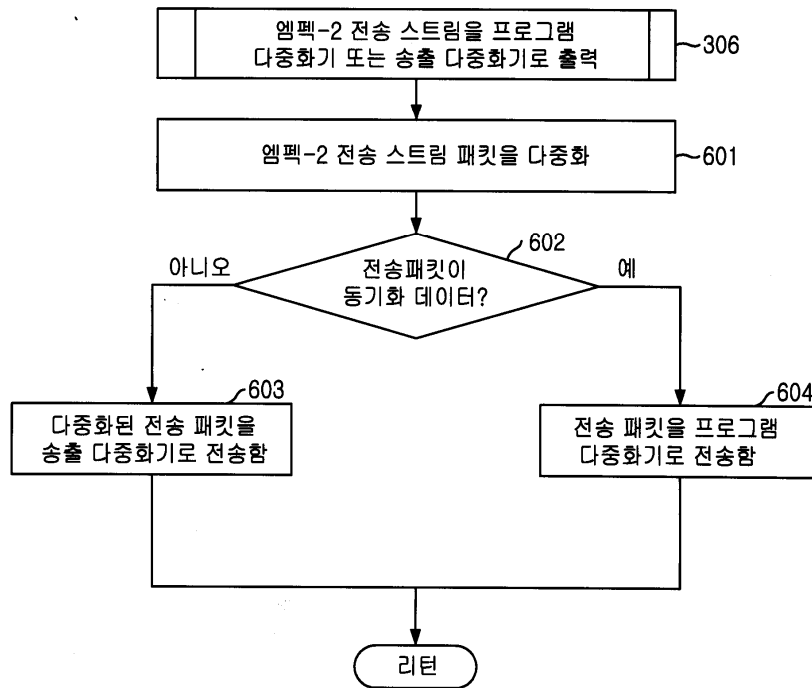 엠펙-2 전송 스트림을 프로그램
다중화기 또는 송출 다중화기로 출력
306
엠펙-2 전송 스트림 패킷을 다중화
601
602
전송패킷이
동기화 데이터?
아니오
예
603
다중화된 전송 패킷을
송출 다중화기로 전송함
604
전송 패킷을 프로그램
다중화기로 전송함
리턴